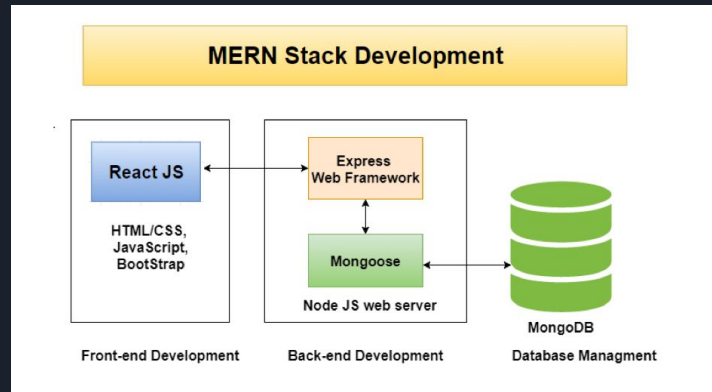 MERN Stack Development
React JS
HTML/CSS,
JavaScript,
BootStrap
Express
Web Framework
Mongoose
Node JS web server
MongoDB
Front-end Development
Back-end Development
Database Managment